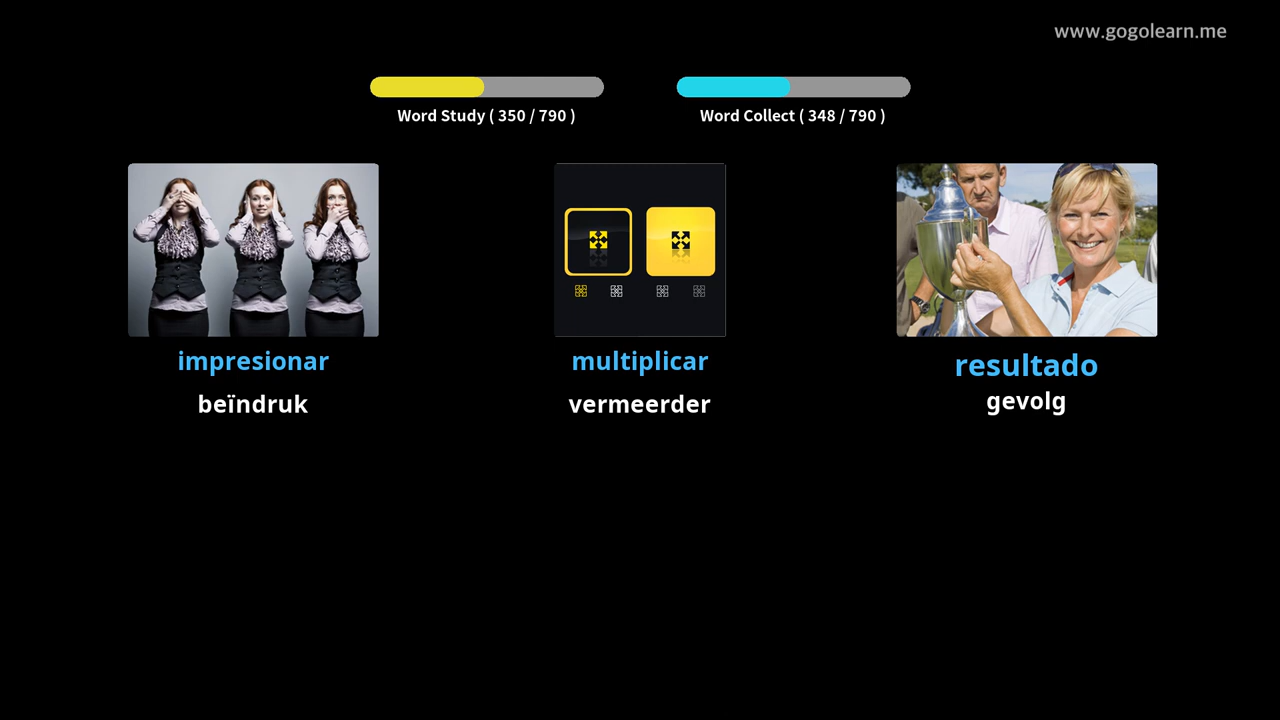 www.gogolearn.me
Word Study ( 350 / 790 )
Word Collect ( 348 / 790 )
impresionar
beïndruk
multiplicar
vermeerder
resultado
gevolg